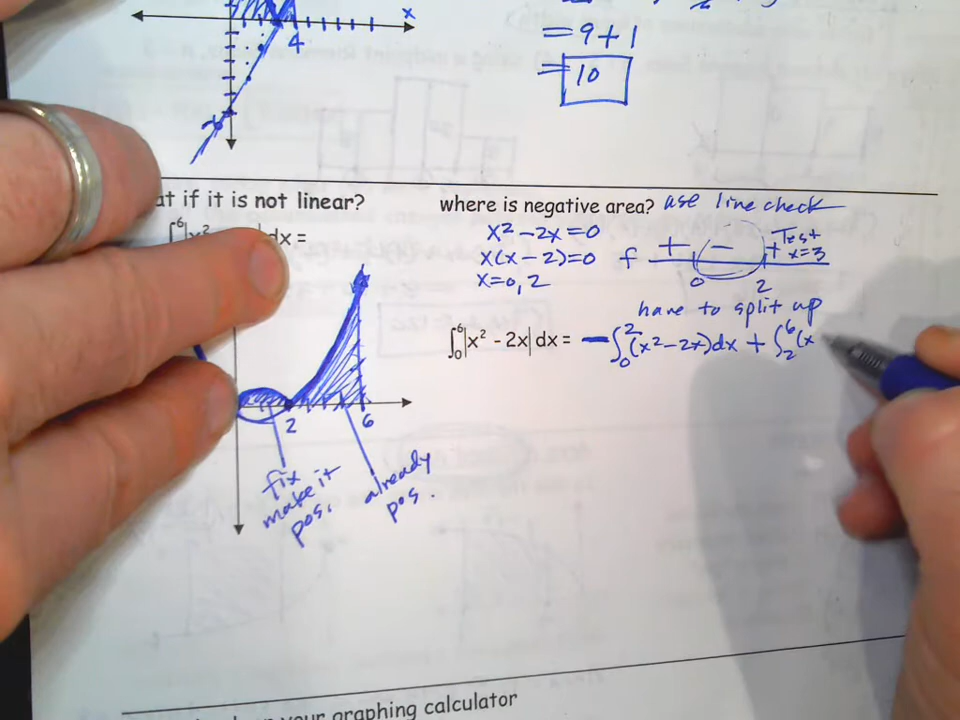 x
4
= 9 + 1
= 10
at if it is not linear?
where is negative area? use line check
∫₀⁶|x² dx =
x² - 2x = 0
x(x - 2) = 0
x = 0, 2
f + - + Test x = 3
0 2
have to split up
∫₀⁶|x² - 2x| dx = - ∫₀² (x² - 2x) dx + ∫₂⁶ (x
2 6
fix make it pos.
already pos.
your graphing calculator